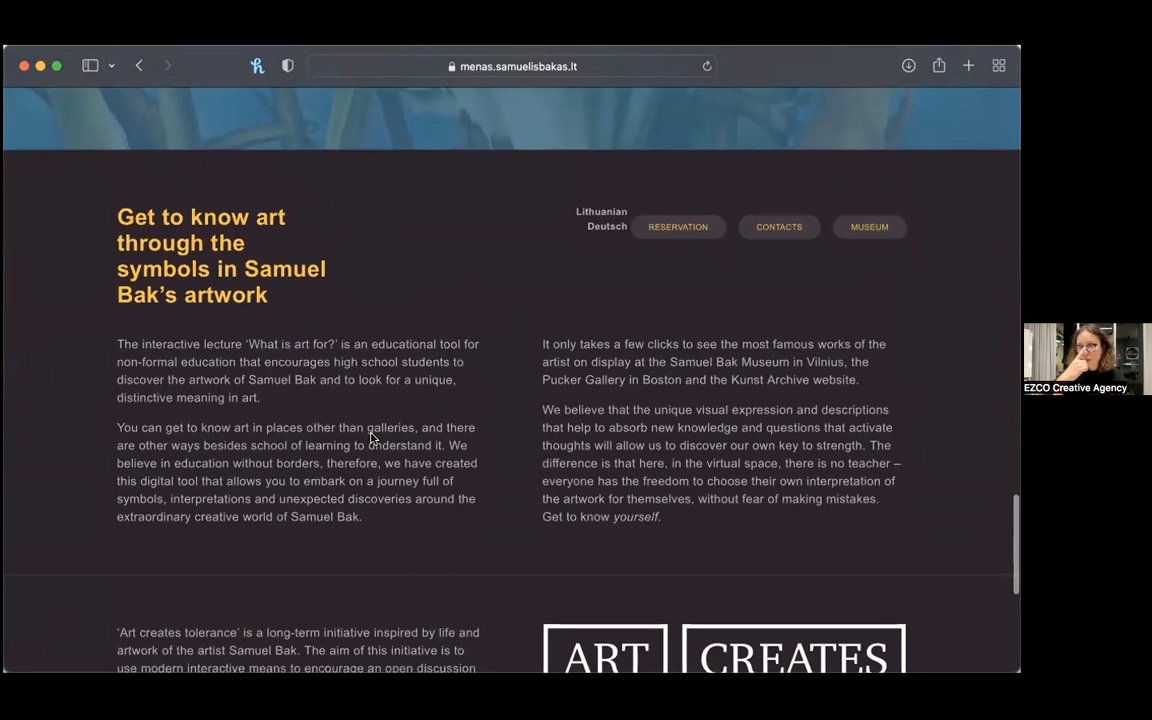 menas.samuelisbakas.lt
Get to know art
through the
symbols in Samuel
Bak’s artwork
Lithuanian
Deutsch
RESERVATION
CONTACTS
MUSEUM
The interactive lecture ‘What is art for?’ is an educational tool for
non-formal education that encourages high school students to
discover the artwork of Samuel Bak and to look for a unique,
distinctive meaning in art.
You can get to know art in places other than galleries, and there
are other ways besides school of learning to understand it. We
believe in education without borders, therefore, we have created
this digital tool that allows you to embark on a journey full of
symbols, interpretations and unexpected discoveries around the
extraordinary creative world of Samuel Bak.
It only takes a few clicks to see the most famous works of the
artist on display at the Samuel Bak Museum in Vilnius, the
Pucker Gallery in Boston and the Kunst Archive website.
We believe that the unique visual expression and descriptions
that help to absorb new knowledge and questions that activate
thoughts will allow us to discover our own key to strength. The
difference is that here, in the virtual space, there is no teacher –
everyone has the freedom to choose their own interpretation of
the artwork for themselves, without fear of making mistakes.
Get to know yourself.
‘Art creates tolerance’ is a long-term initiative inspired by life and
artwork of the artist Samuel Bak. The aim of this initiative is to
use modern interactive means to encourage an open discussion
ART CREATES
EZCO Creative Agency